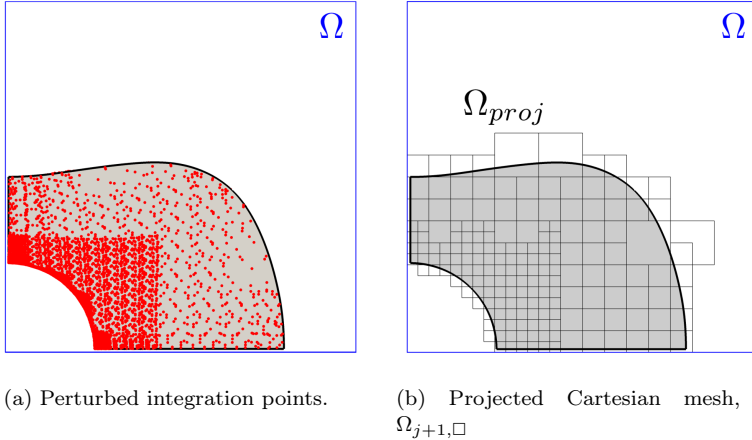 Ω
Ω
Ω_{proj}
(a) Perturbed integration points.
(b) Projected Cartesian mesh,
Ω_{j+1,□}